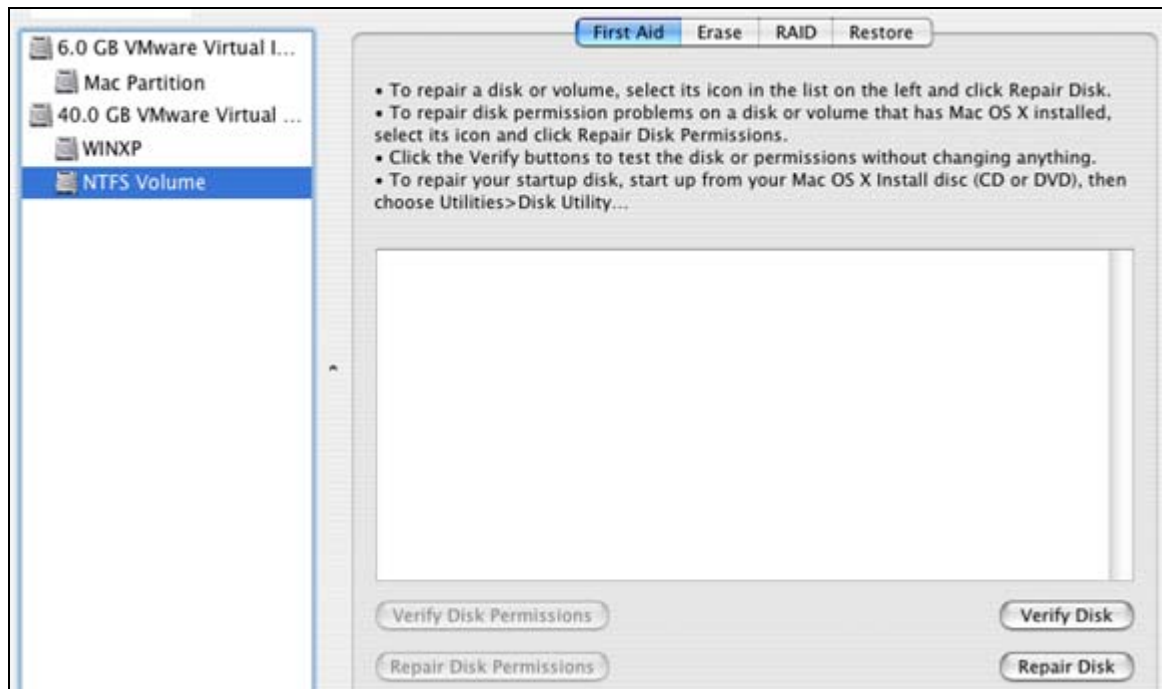 6.0 GB VMware Virtual I...
Mac Partition
40.0 GB VMware Virtual ...
WINXP
NTFS Volume
First Aid Erase RAID Restore
• To repair a disk or volume, select its icon in the list on the left and click Repair Disk.
• To repair disk permission problems on a disk or volume that has Mac OS X installed,
select its icon and click Repair Disk Permissions.
• Click the Verify buttons to test the disk or permissions without changing anything.
• To repair your startup disk, start up from your Mac OS X Install disc (CD or DVD), then
choose Utilities>Disk Utility...
Verify Disk Permissions Verify Disk
Repair Disk Permissions Repair Disk